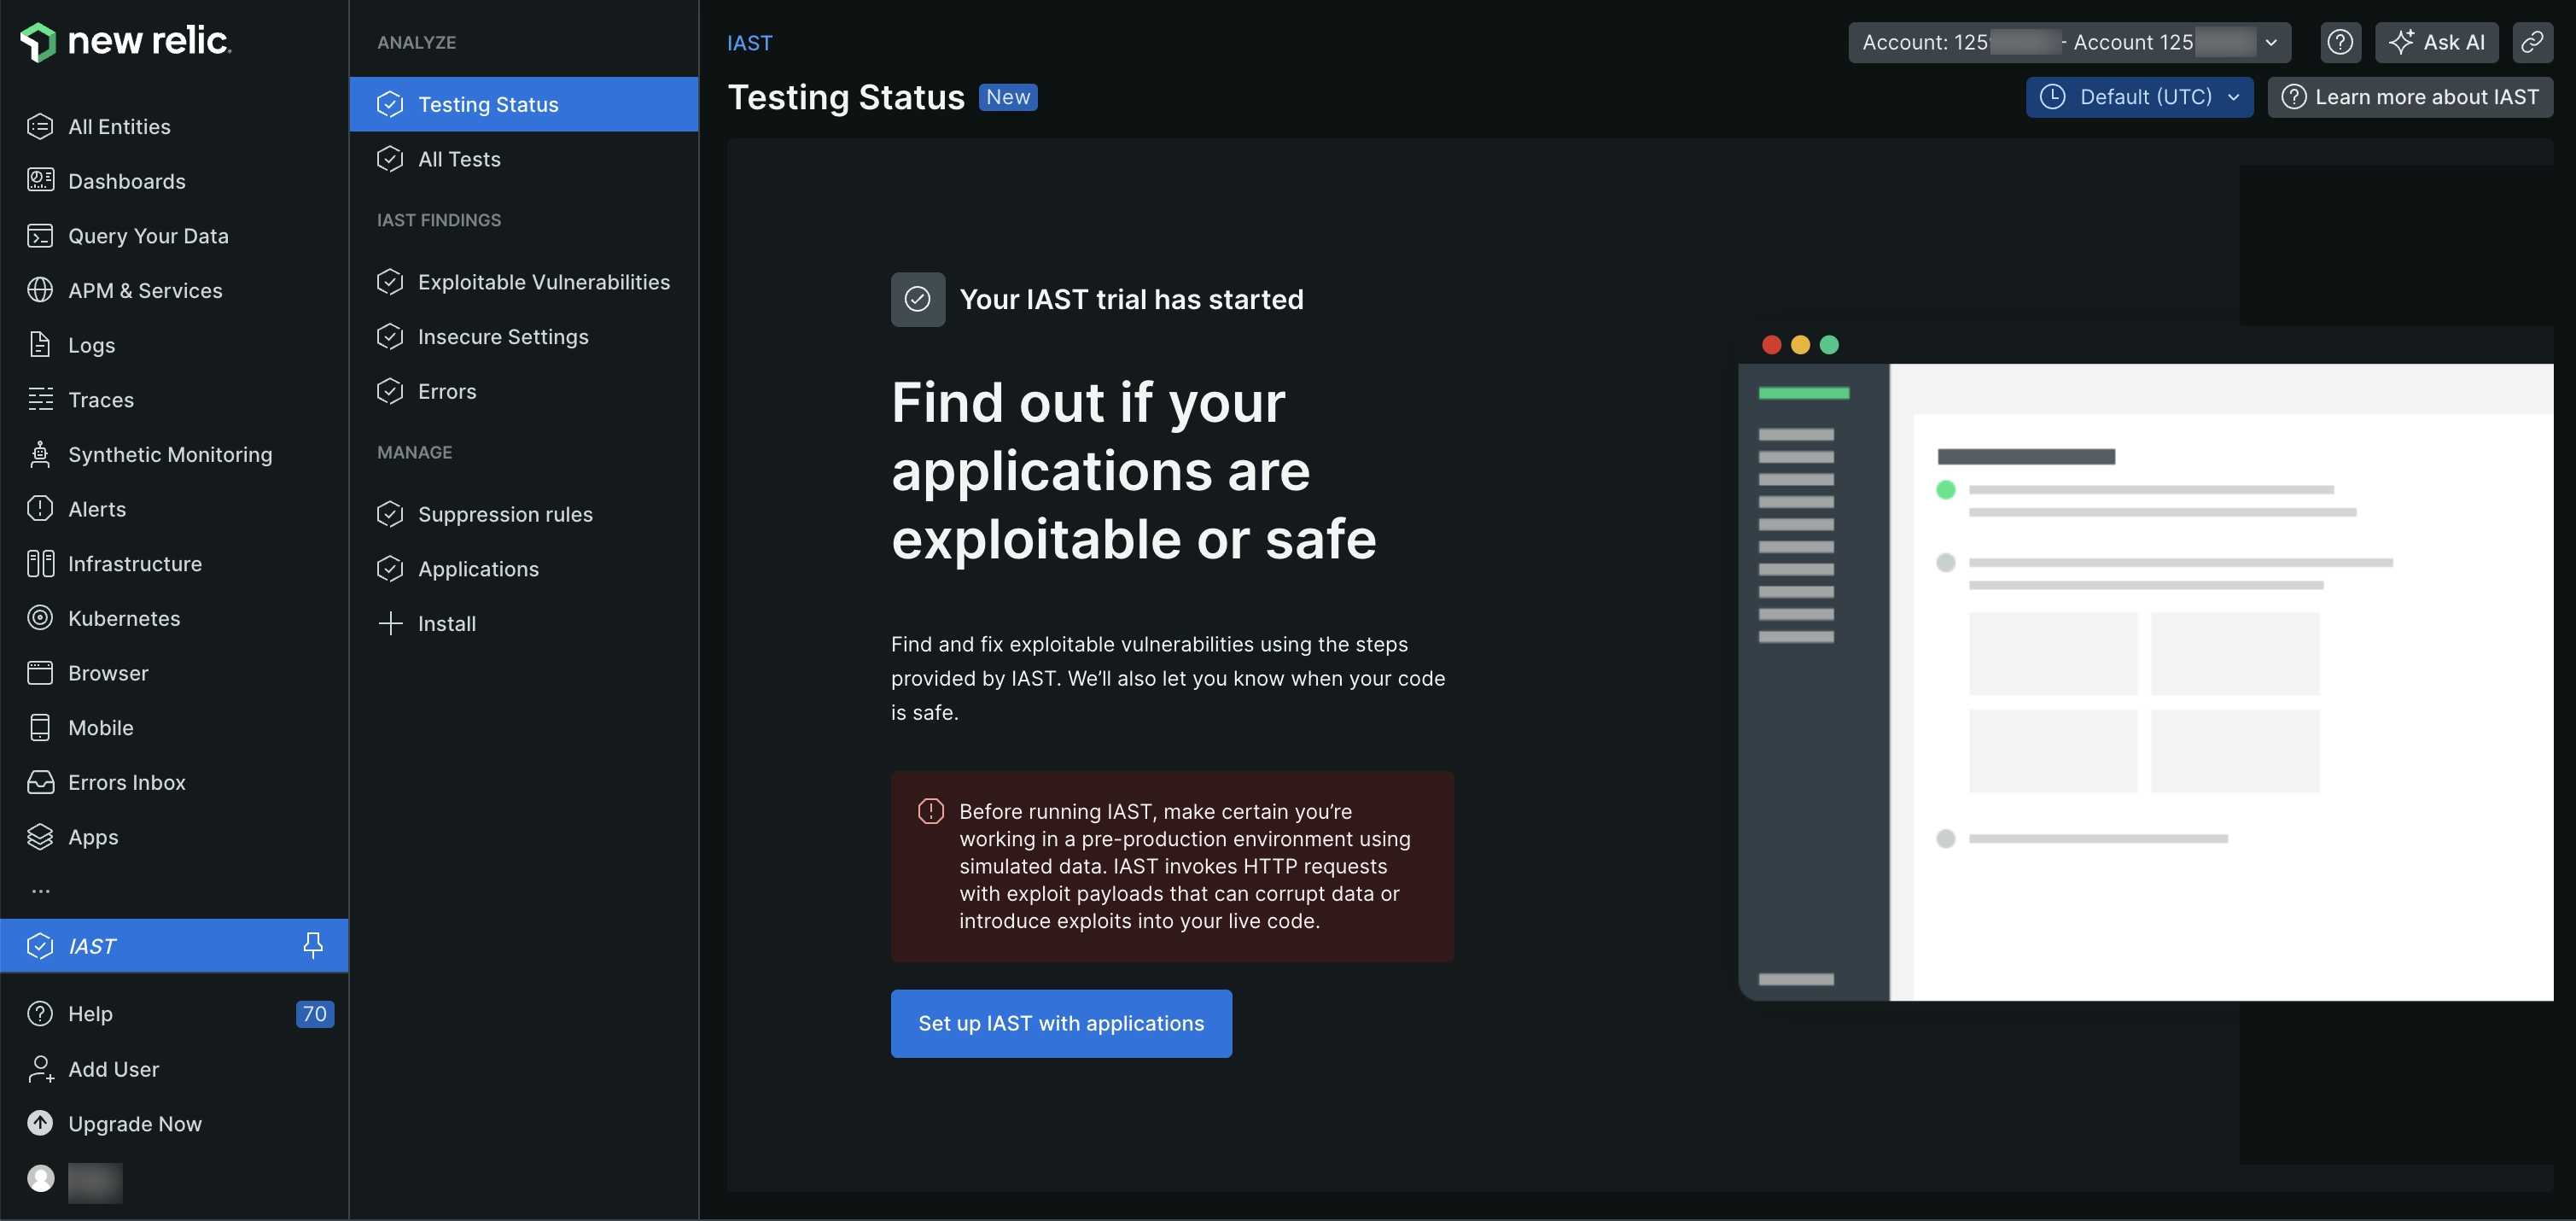 new relic
All Entities
Dashboards
Query Your Data
APM & Services
Logs
Traces
Synthetic Monitoring
Alerts
Infrastructure
Kubernetes
Browser
Mobile
Errors Inbox
Apps
...
IAST
Help 70
Add User
Upgrade Now
ANALYZE
Testing Status
All Tests
IAST FINDINGS
Exploitable Vulnerabilities
Insecure Settings
Errors
MANAGE
Suppression rules
Applications
Install
IAST
Account: 125 - Account 125
Ask AI
Testing Status New
Default (UTC)
Learn more about IAST
Your IAST trial has started
Find out if your
applications are
exploitable or safe
Find and fix exploitable vulnerabilities using the steps
provided by IAST. We’ll also let you know when your code
is safe.
Before running IAST, make certain you’re
working in a pre-production environment using
simulated data. IAST invokes HTTP requests
with exploit payloads that can corrupt data or
introduce exploits into your live code.
Set up IAST with applications